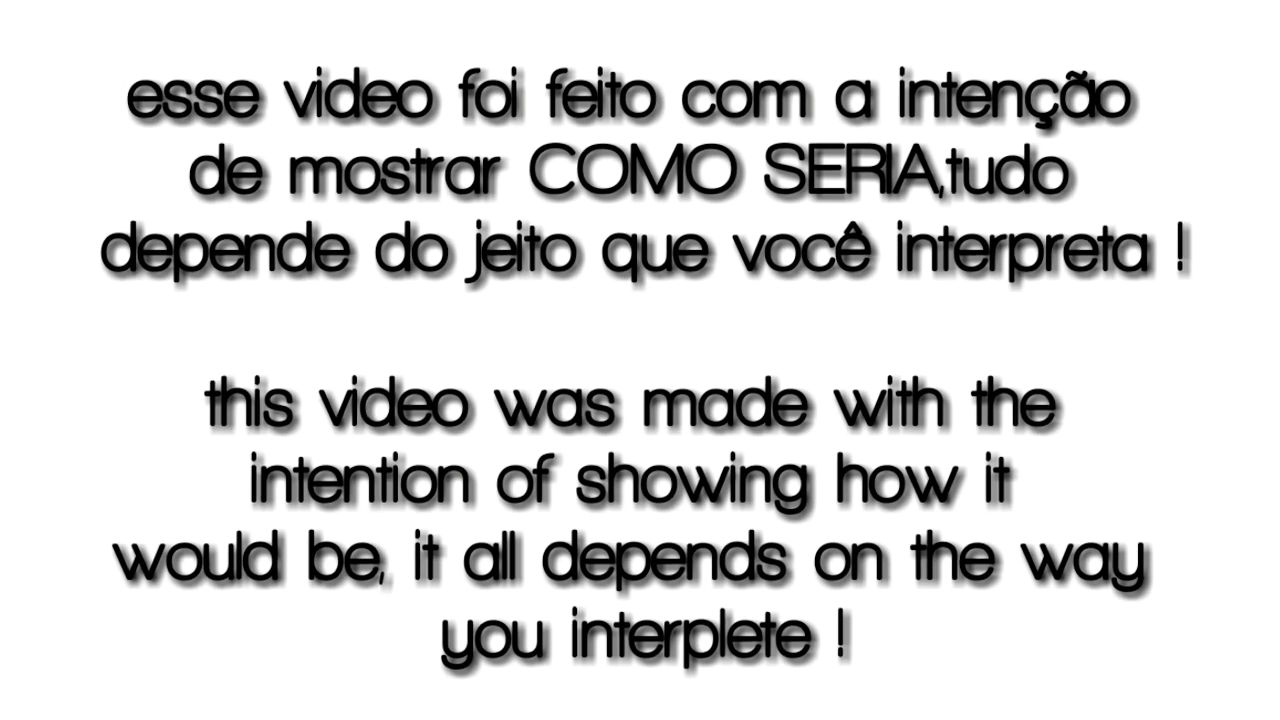 esse video foi feito com a intenção
de mostrar COMO SERIA,tudo
depende do jeito que você interpreta !
this video was made with the
intention of showing how it
would be, it all depends on the way
you interplete !